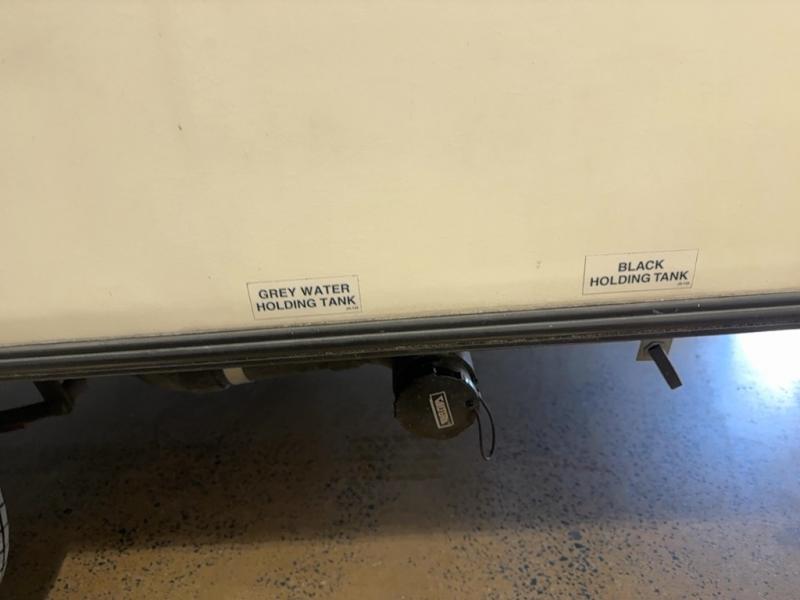 GREY WATER
HOLDING TANK
BLACK
HOLDING TANK